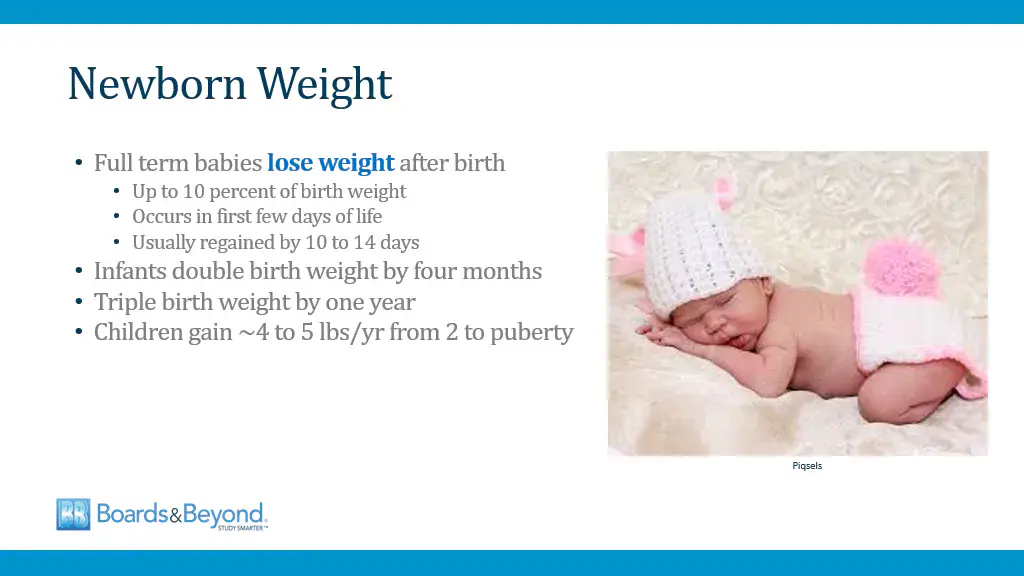 Newborn Weight
• Full term babies lose weight after birth
• Up to 10 percent of birth weight
• Occurs in first few days of life
• Usually regained by 10 to 14 days
• Infants double birth weight by four months
• Triple birth weight by one year
• Children gain ~4 to 5 lbs/yr from 2 to puberty
Piqsels
BB Boards&Beyond.
STUDY SMARTER™